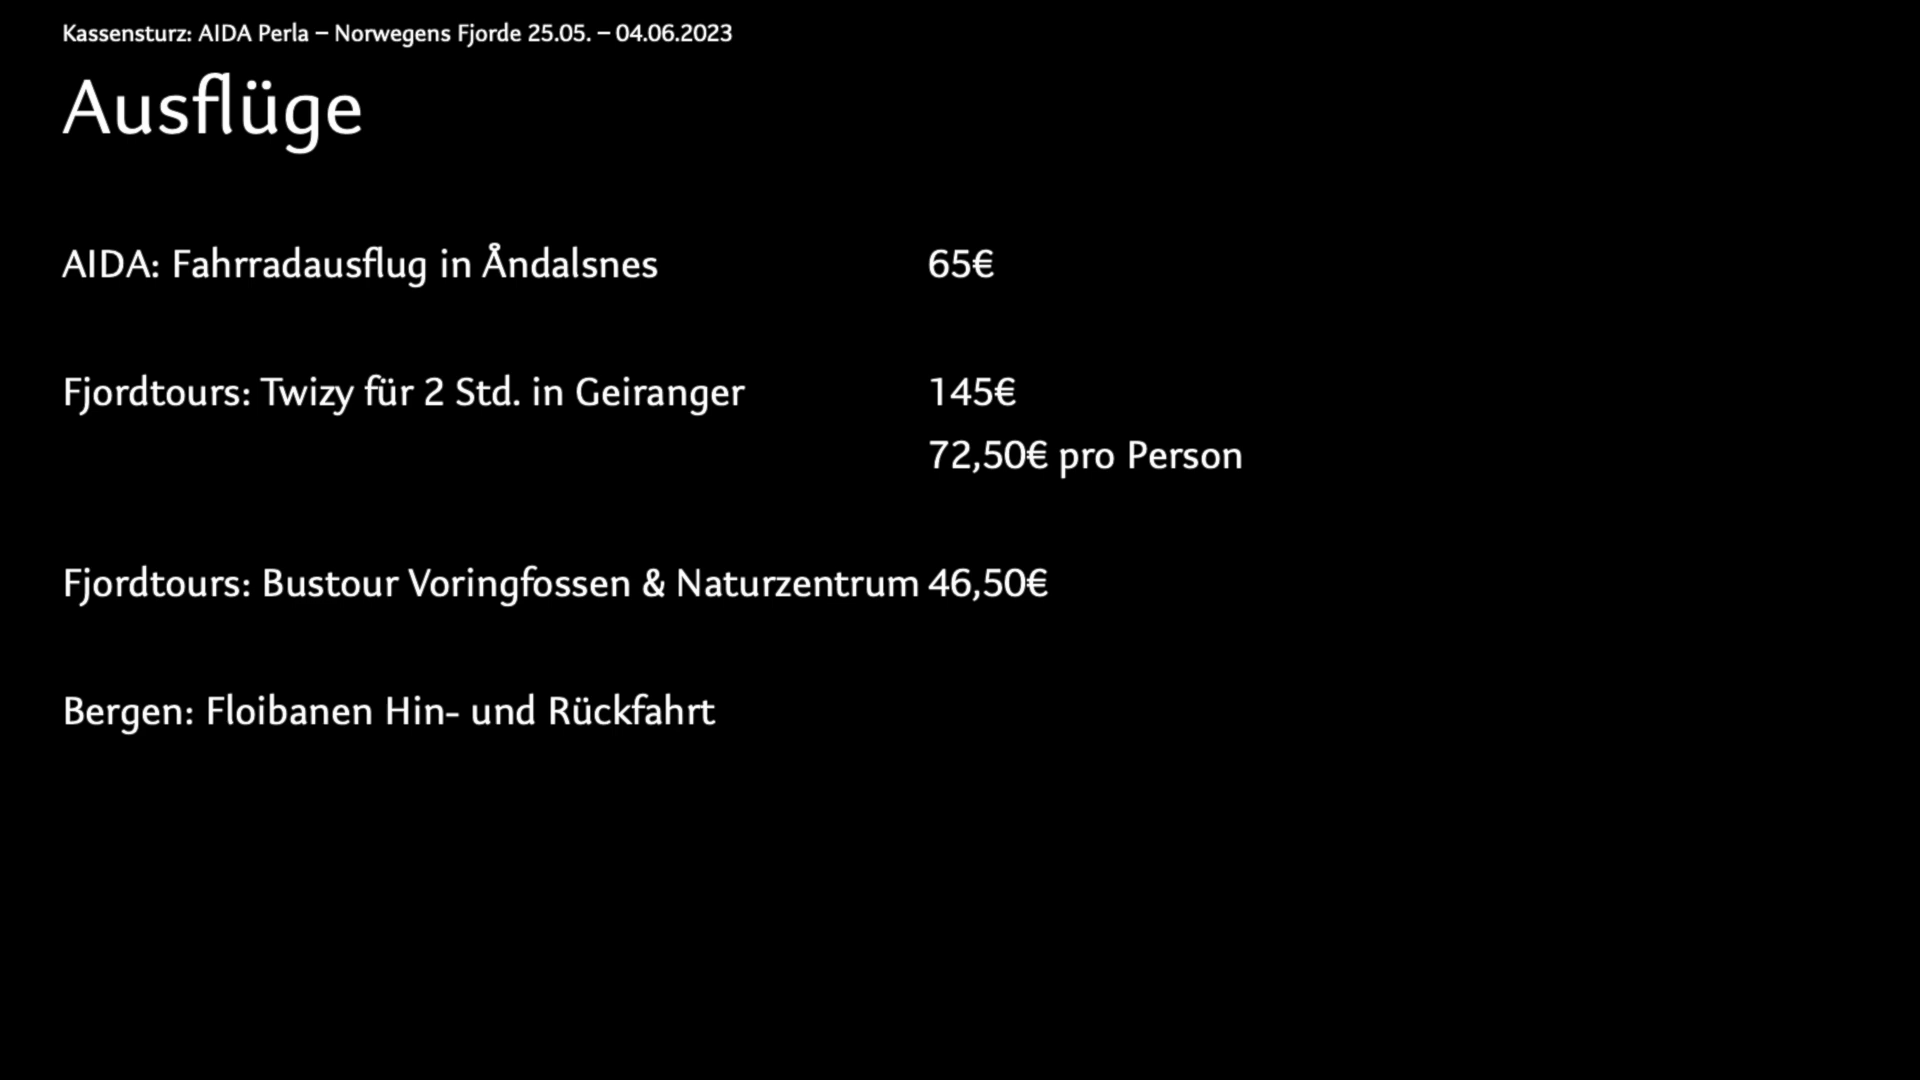 Kassensturz: AIDA Perla – Norwegens Fjorde 25.05. – 04.06.2023
Ausflüge
AIDA: Fahrradausflug in Åndalsnes 65€
Fjordtours: Twizy für 2 Std. in Geiranger 145€
72,50€ pro Person
Fjordtours: Bustour Voringfossen & Naturzentrum 46,50€
Bergen: Floibanen Hin- und Rückfahrt